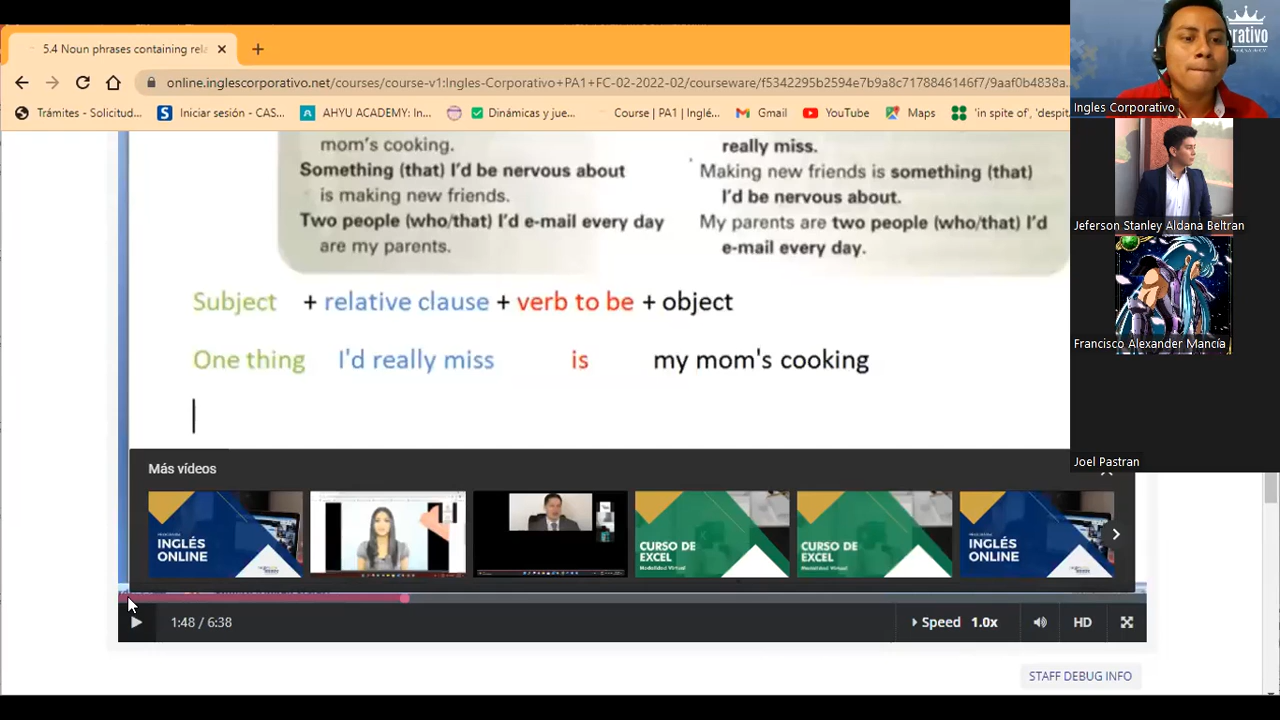 5.4 Noun phrases containing rela
online.inglescorporativo.net/courses/course-v1:Ingles-Corporativo+PA1+FC-02-2022-02/courseware/f5342295b2594e7b9a8c7178846146f7/9aaf0b4838a.
Trámites - Solicitud...
Iniciar sesión - CAS...
AHYU ACADEMY: In...
Dinámicas y jue...
Course | PA1 | Inglé...
Gmail
YouTube
Maps
'in spite of', 'despit
mom's cooking.
Something (that) I'd be nervous about
is making new friends.
Two people (who/that) I'd e-mail every day
are my parents.
really miss.
Making new friends is something (that)
I'd be nervous about.
My parents are two people (who/that) I'd
e-mail every day.
Subject + relative clause + verb to be + object
One thing I'd really miss is my mom's cooking
Más vídeos
INGLÉS
ONLINE
CURSO DE
EXCEL
Modalidad Virtual
CURSO DE
EXCEL
Modalidad Virtual
INGLÉS
ONLINE
1:48 / 6:38
Speed 1.0x
HD
STAFF DEBUG INFO
Ingles Corporativo
Jeferson Stanley Aldana Beltran
Francisco Alexander Mancía
Joel Pastran